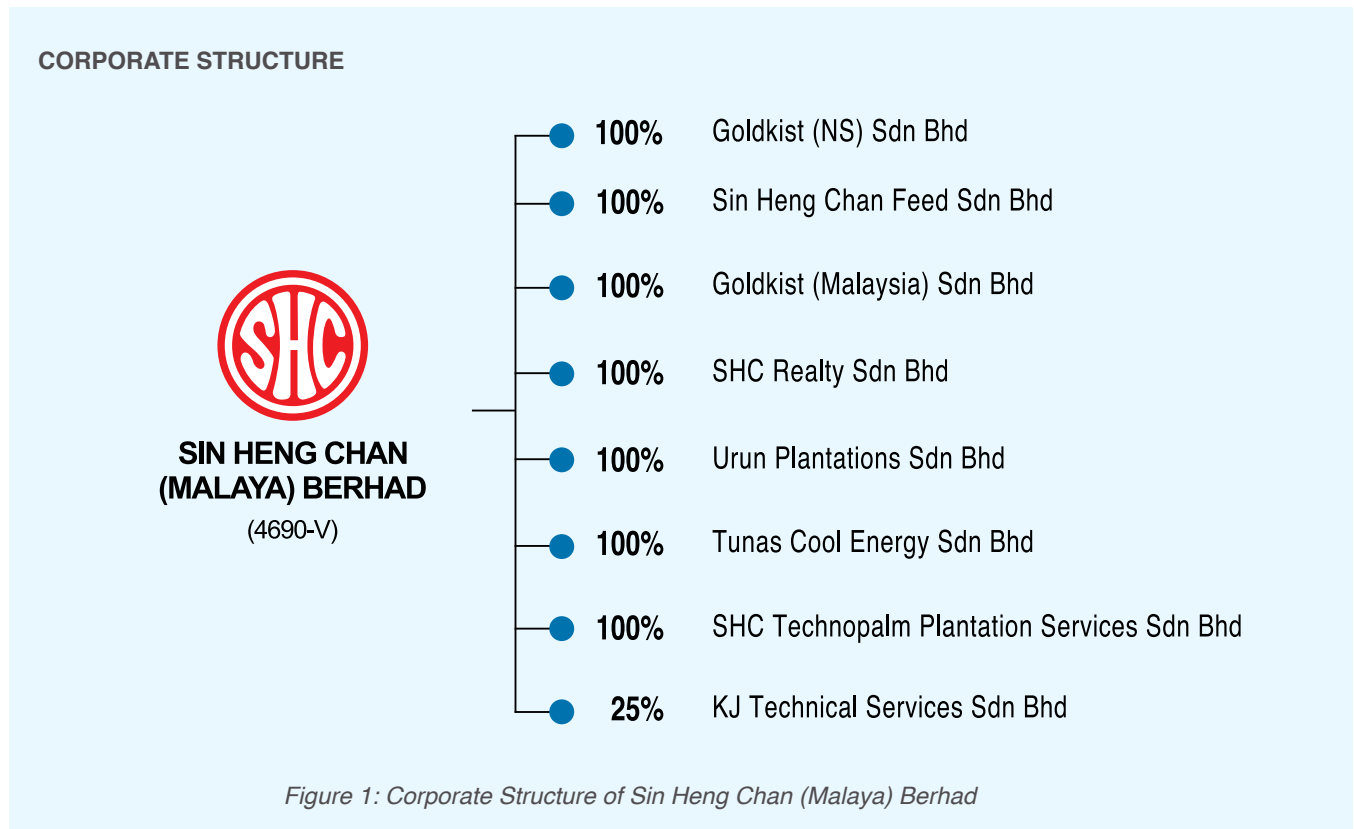 CORPORATE STRUCTURE
100% Goldkist (NS) Sdn Bhd
100% Sin Heng Chan Feed Sdn Bhd
100% Goldkist (Malaysia) Sdn Bhd
100% SHC Realty Sdn Bhd
100% Urun Plantations Sdn Bhd
100% Tunas Cool Energy Sdn Bhd
100% SHC Technopalm Plantation Services Sdn Bhd
25% KJ Technical Services Sdn Bhd
SHC
SIN HENG CHAN
(MALAYA) BERHAD
(4690-V)
Figure 1: Corporate Structure of Sin Heng Chan (Malaya) Berhad